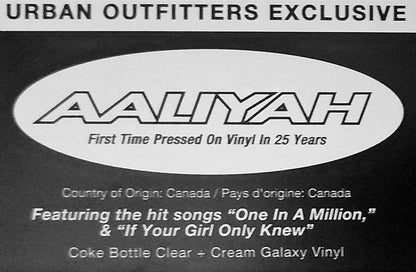 URBAN OUTFITTERS EXCLUSIVE
AALIYAH
First Time Pressed On Vinyl In 25 Years
Country of Origin: Canada / Pays d'origine: Canada
Featuring the hit songs “One In A Million,”
& “If Your Girl Only Knew”
Coke Bottle Clear + Cream Galaxy Vinyl